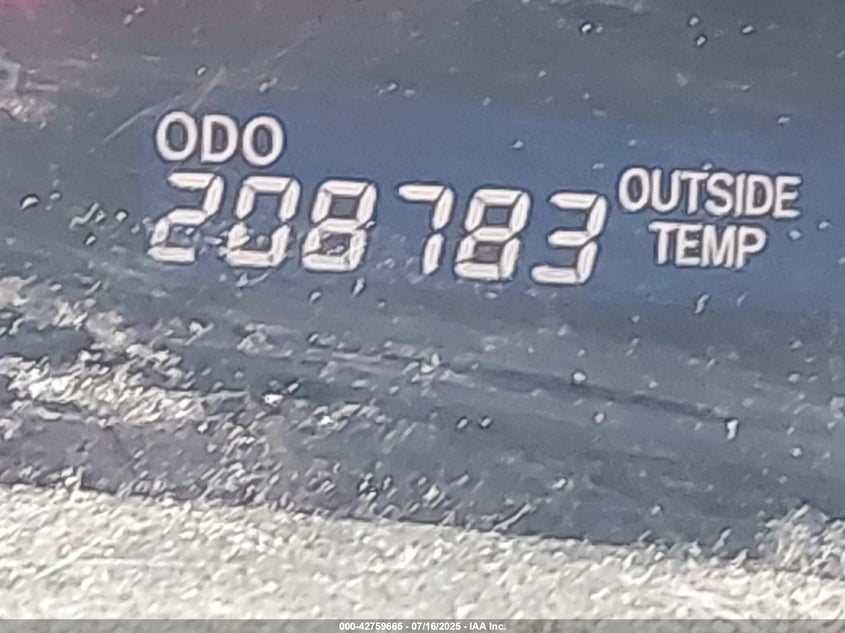 ODO
208783 OUTSIDE
TEMP
000-42759665 - 07/16/2025 - IAA Inc.